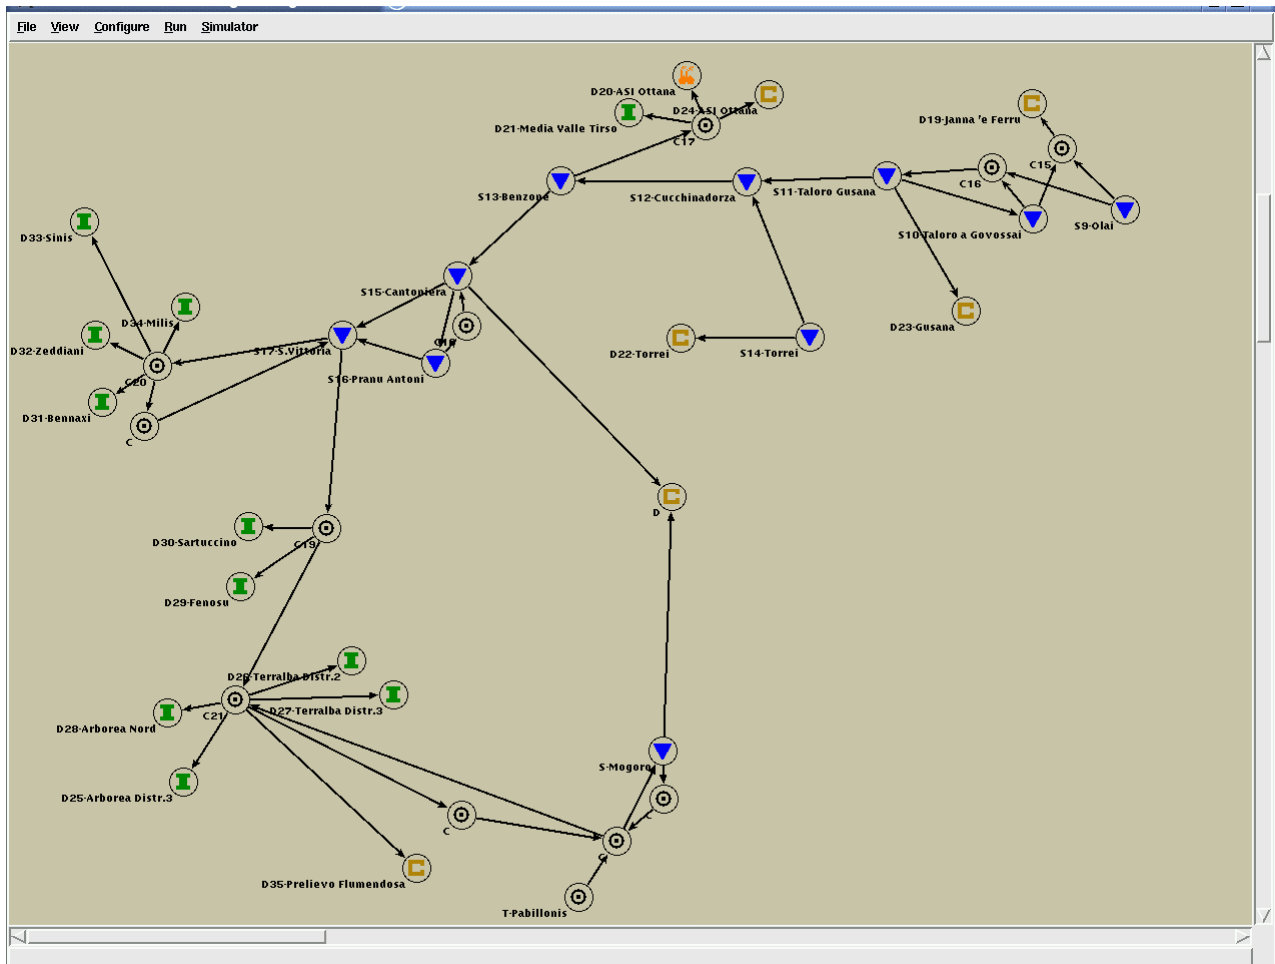 File View Configure Run Simulator
D20-ASI Ottana
D24-ASI Ottana
D21-Media Valle Tirso
C17
D19-Janna 'e Ferru
C15
C16
S13-Benzone
S12-Cucchinadorza
S11-Taloro Gusana
S10-Taloro a Govossai
S9-Olai
D33-Sinis
S15-Cantoniera
D34-Milis
D32-Zeddiani
S17-S.Vittoria
D23-Gusana
D22-Torrei
S14-Torrei
S16-Pranu Antoni
C20
D31-Bennaxi
C
D
D30-Sartuccino
C19
D29-Fenosu
D26-Terralba Distr.2
D27-Terralba Distr.3
C21
D28-Arborea Nord
S-Mogoro
D25-Arborea Distr.3
C
C
C
D35-Prelievo Flumendosa
T-Pabillonis